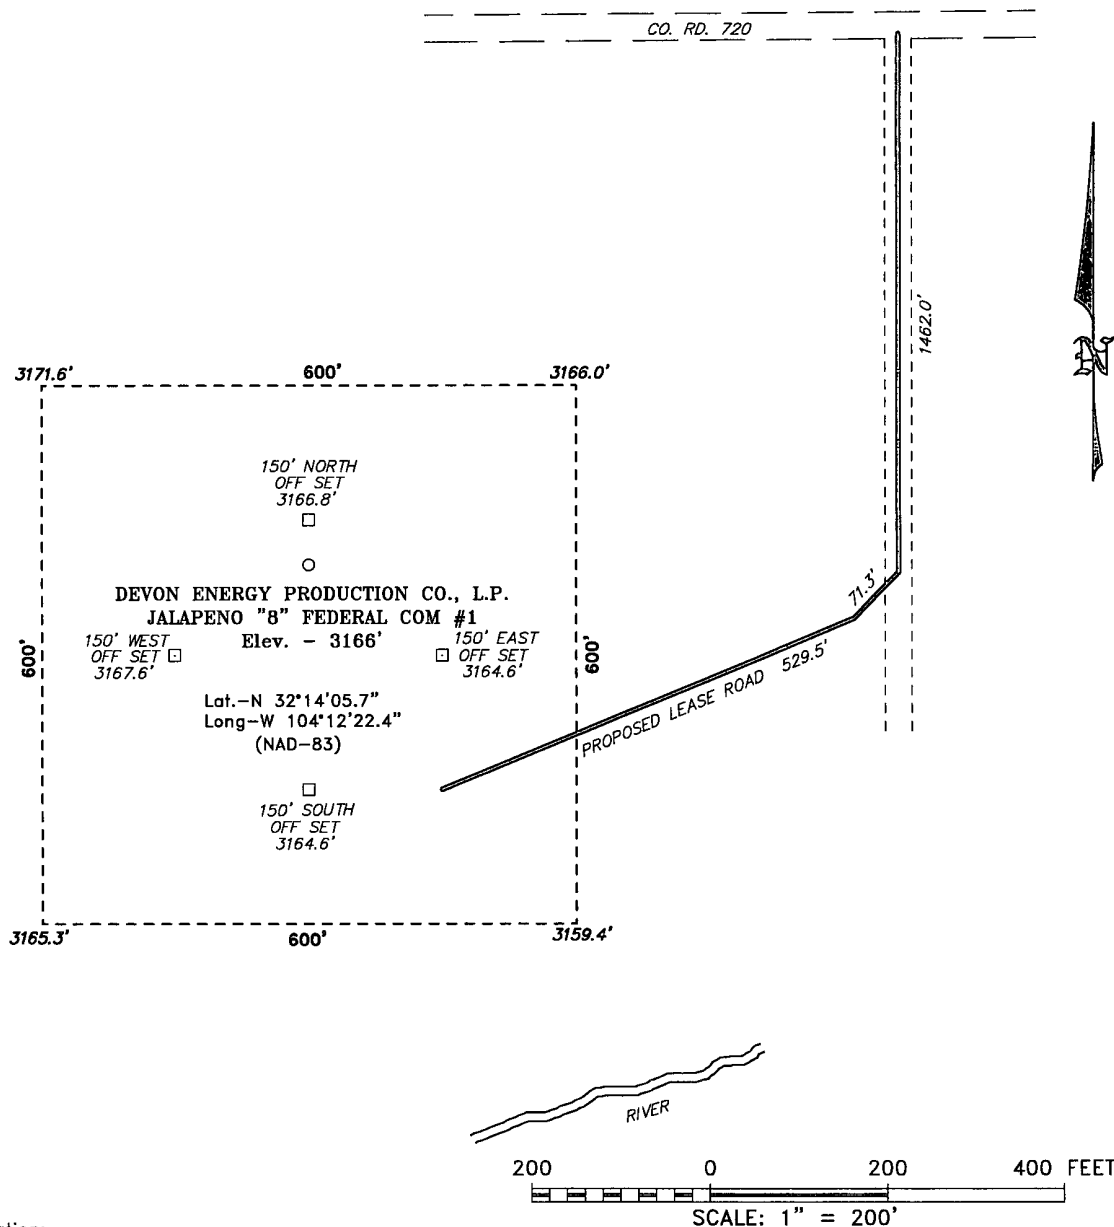 CO. RD. 720
1462.0'
N
3171.6'
600'
3166.0'
150' NORTH
OFF SET
3166.8'
DEVON ENERGY PRODUCTION CO., L.P.
JALAPENO "8" FEDERAL COM #1
Elev. - 3166'
600'
150' WEST
OFF SET
3167.6'
150' EAST
OFF SET
3164.6'
600'
71.3'
PROPOSED LEASE ROAD 529.5'
Lat.-N 32°14'05.7"
Long-W 104°12'22.4"
(NAD-83)
150' SOUTH
OFF SET
3164.6'
3165.3'
600'
3159.4'
RIVER
200 0 200 400 FEET
SCALE: 1" = 200'